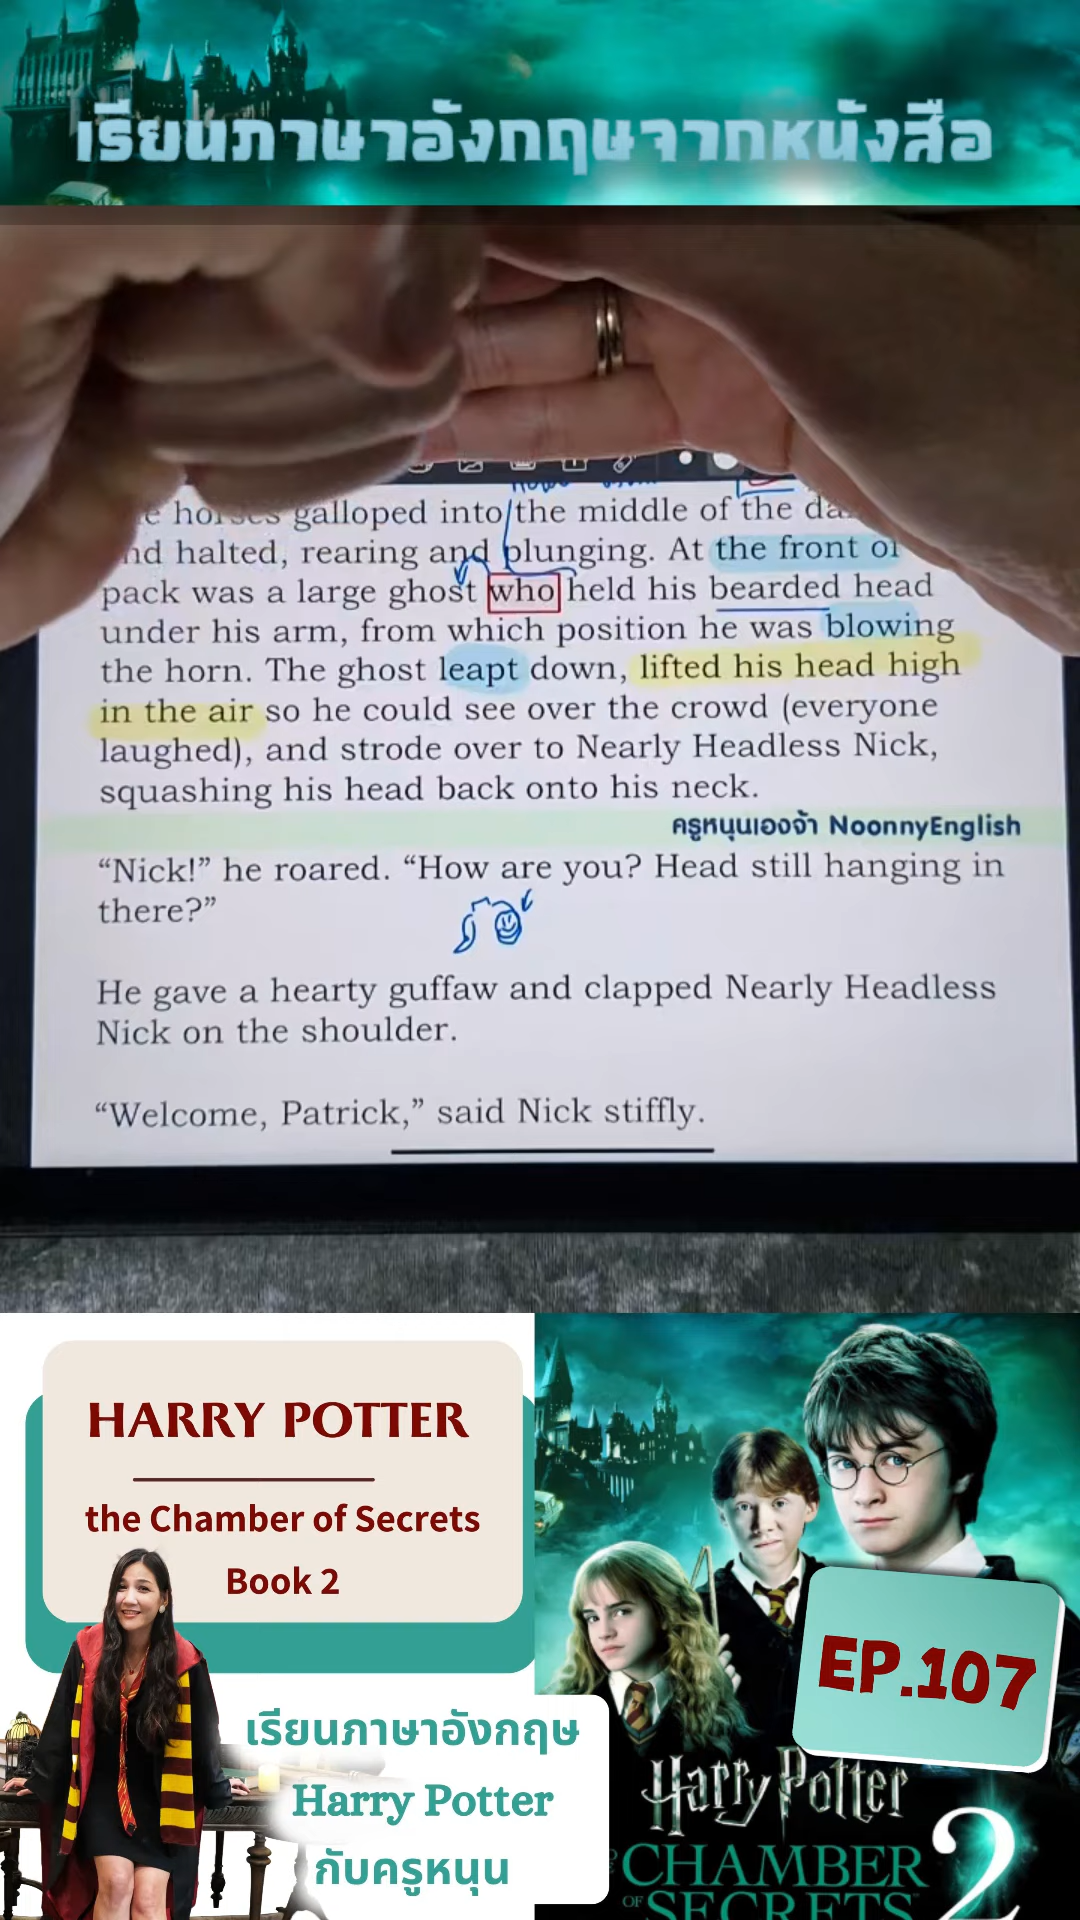 เรียนภาษาอังกฤษจากหนังสือ
galloped into the middle of the
halted, rearing and plunging. At the front of
pack was a large ghost who held his bearded head
under his arm, from which position he was blowing
the horn. The ghost leapt down, lifted his head high
in the air so he could see over the crowd (everyone
laughed), and strode over to Nearly Headless Nick,
squashing his head back onto his neck.
ครูหนุนเองจ้า NoonnyEnglish
“Nick!” he roared. “How are you? Head still hanging in
there?”
He gave a hearty guffaw and clapped Nearly Headless
Nick on the shoulder.
“Welcome, Patrick,” said Nick stiffly.
HARRY POTTER
the Chamber of Secrets
Book 2
EP.107
เรียนภาษาอังกฤษ
Harry Potter
กับครูหนุน
Harry Potter
CHAMBER
OF SECRETS
2